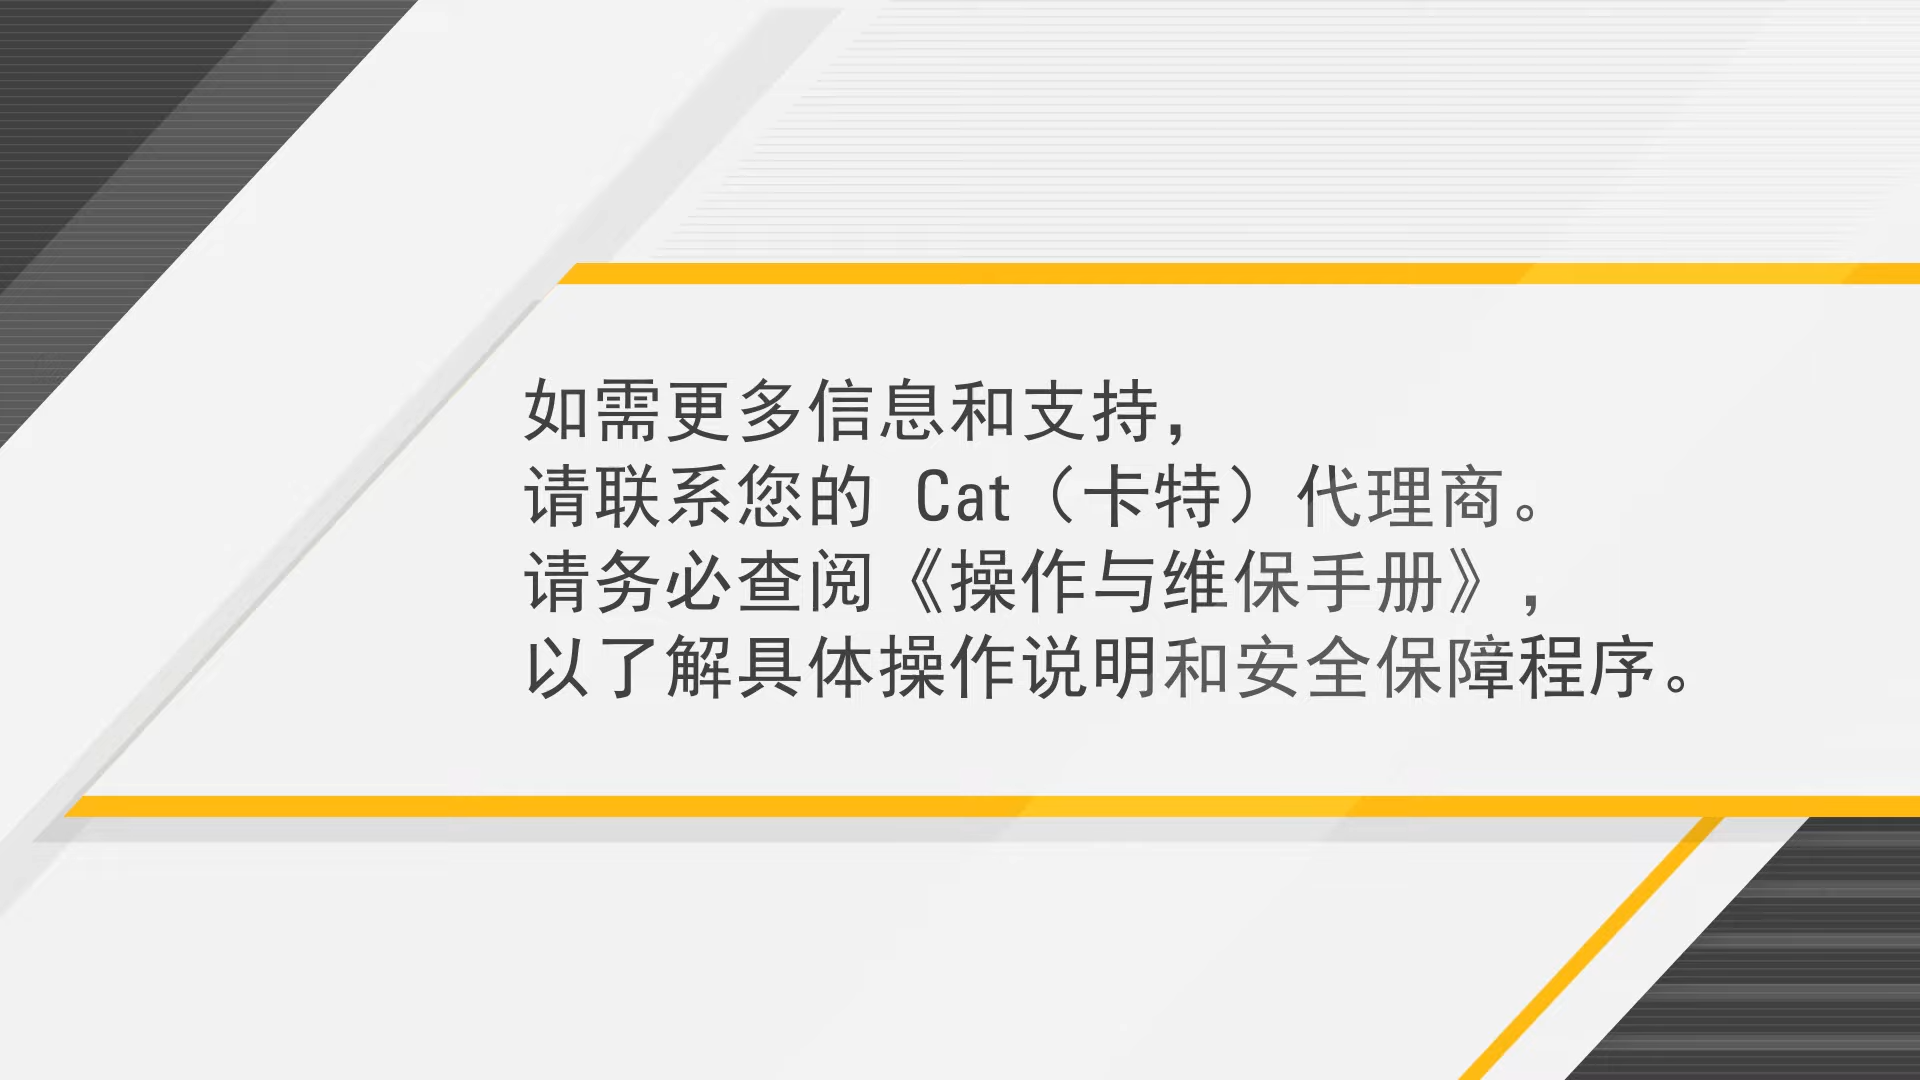 如需更多信息和支持，
请联系您的 Cat（卡特）代理商。
请务必查阅《操作与维保手册》，
以了解具体操作说明和安全保障程序。